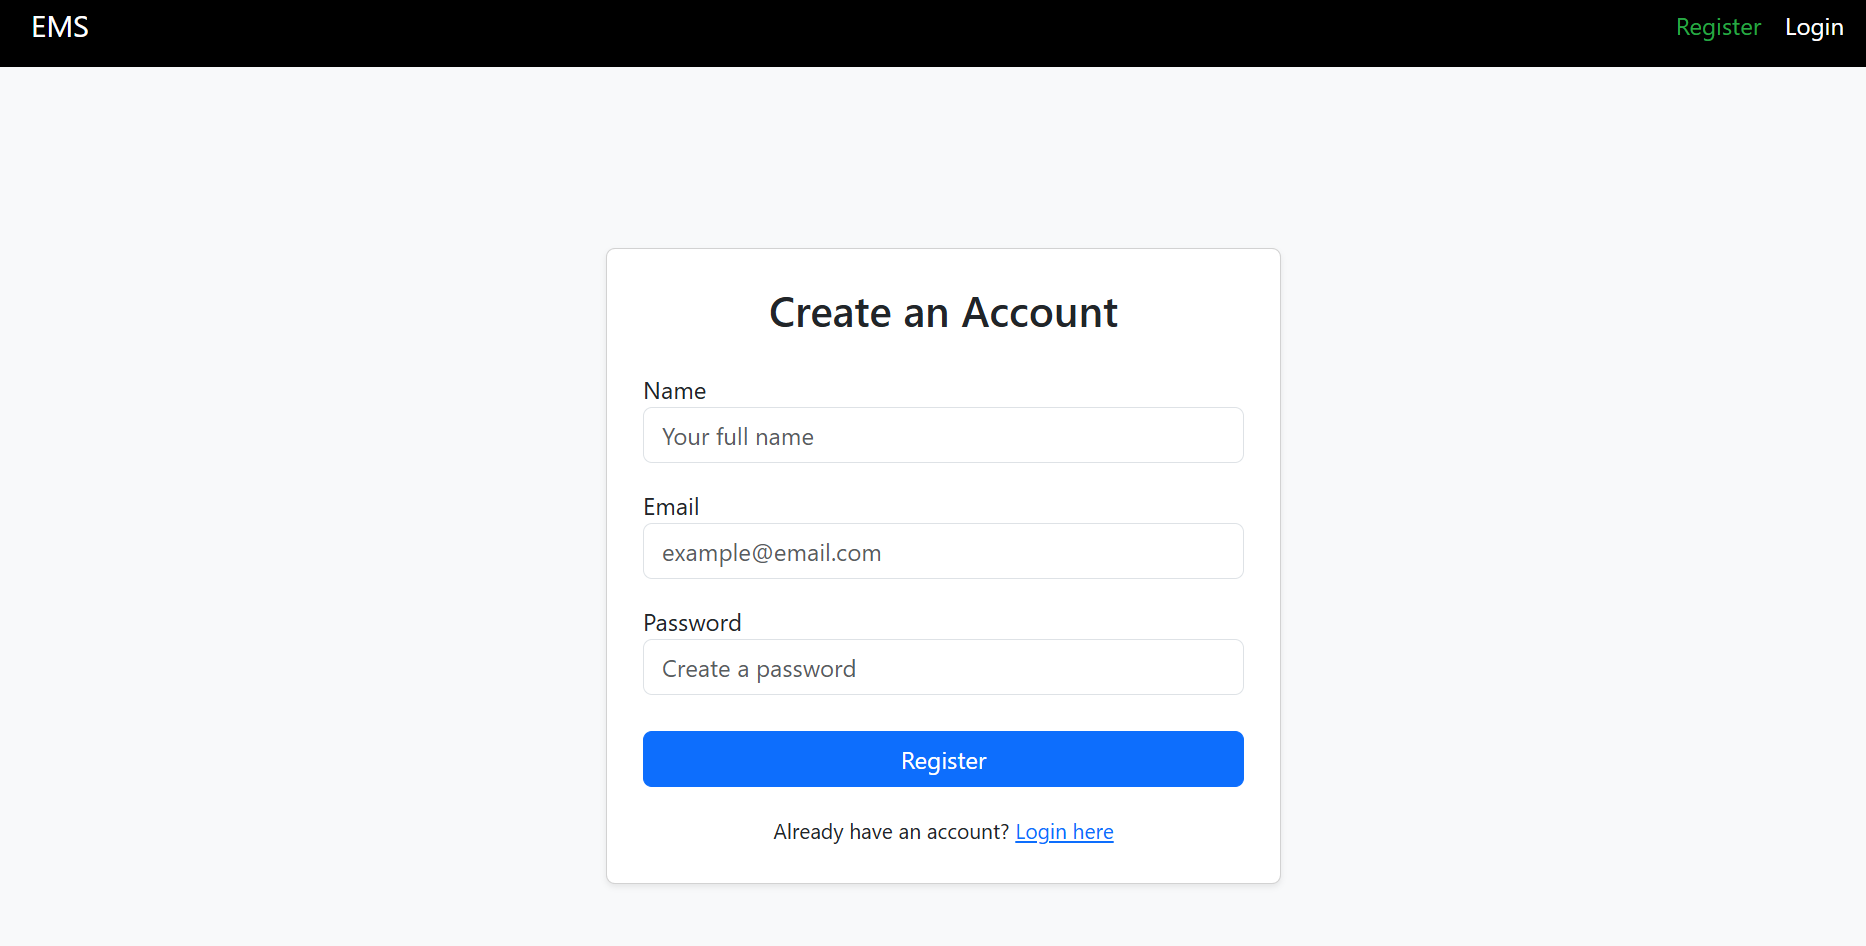 EMS
Register Login
Create an Account
Name
Your full name
Email
example@email.com
Password
Create a password
Register
Already have an account? Login here